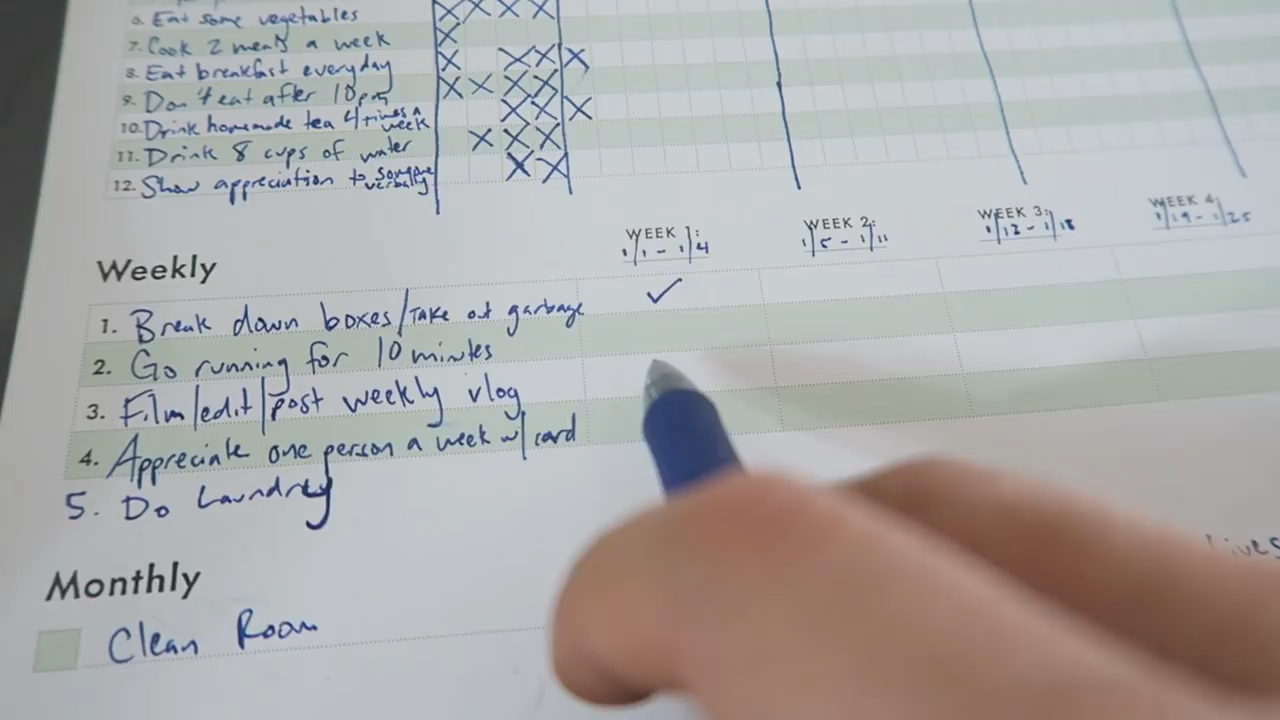 6. Eat some vegetables
7. Cook 2 meals a week
8. Eat breakfast everyday
9. Don't eat after 10pm
10. Drink homemade tea 4 times a week
11. Drink 8 cups of water
12. Show appreciation to someone verbally
Weekly
WEEK 1: 1/1 - 1/4
WEEK 2: 1/5 - 1/11
WEEK 3: 1/12 - 1/18
WEEK 4: 1/19 - 1/25
1. Break down boxes/Take out garbage
2. Go running for 10 minutes
3. Film/edit/post weekly vlog
4. Appreciate one person a week w/ card
5. Do Laundry
Monthly
Clean Room